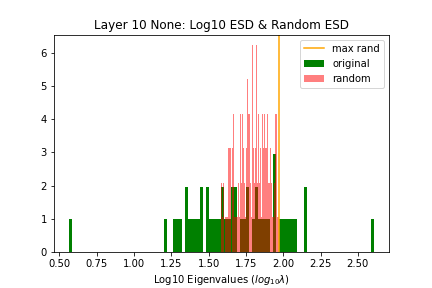 Layer 10 None: Log10 ESD & Random ESD
max rand
original
random
6
5
4
3
2
1
0
0.50 0.75 1.00 1.25 1.50 1.75 2.00 2.25 2.50
Log10 Eigenvalues (log₁₀λ)